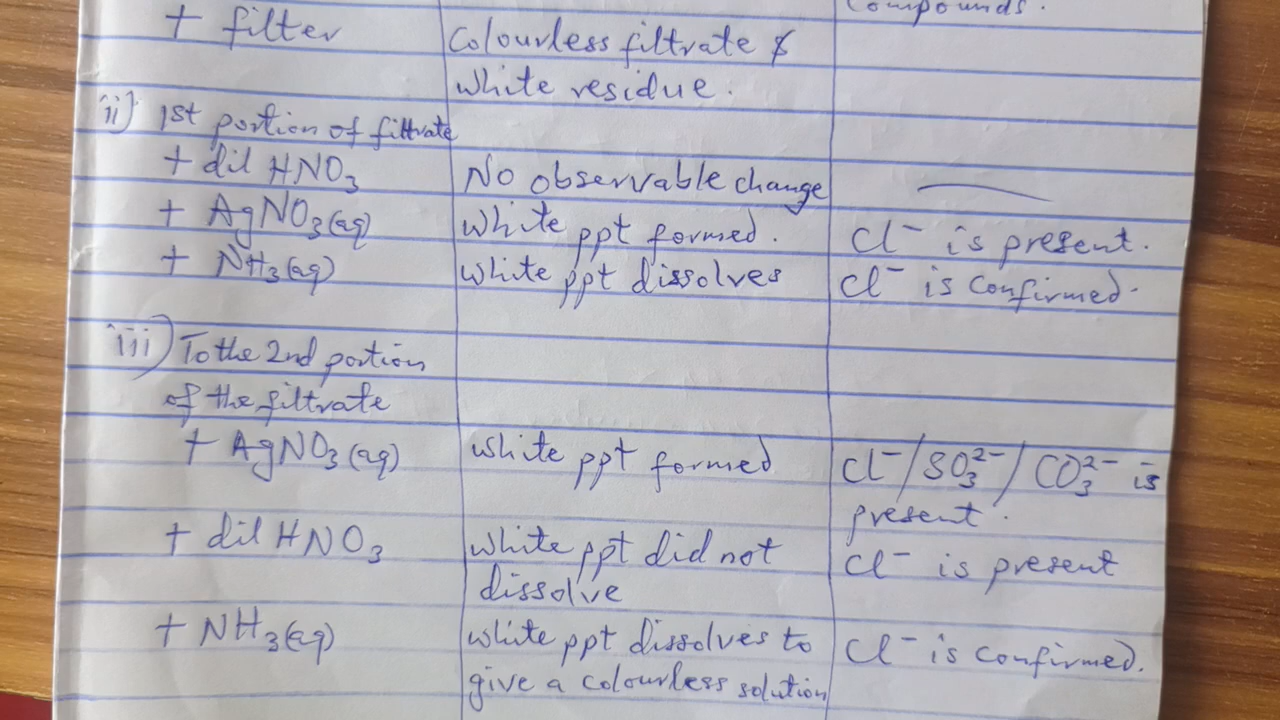 compounds.
+ filter
Colourless filtrate &
white residue.
ii) 1st portion of filtrate
+ dil HNO₃
No observable change
+ AgNO₃(aq)
white ppt formed.
Cl⁻ is present.
+ NH₃(aq)
white ppt dissolves
Cl⁻ is confirmed.
iii) To the 2nd portion
of the filtrate
+ AgNO₃(aq)
white ppt formed
Cl⁻/SO₃²⁻/CO₃²⁻ is
present.
+ dil HNO₃
white ppt did not
dissolve
Cl⁻ is present
+ NH₃(aq)
white ppt dissolves to
give a colourless solution
Cl⁻ is confirmed.